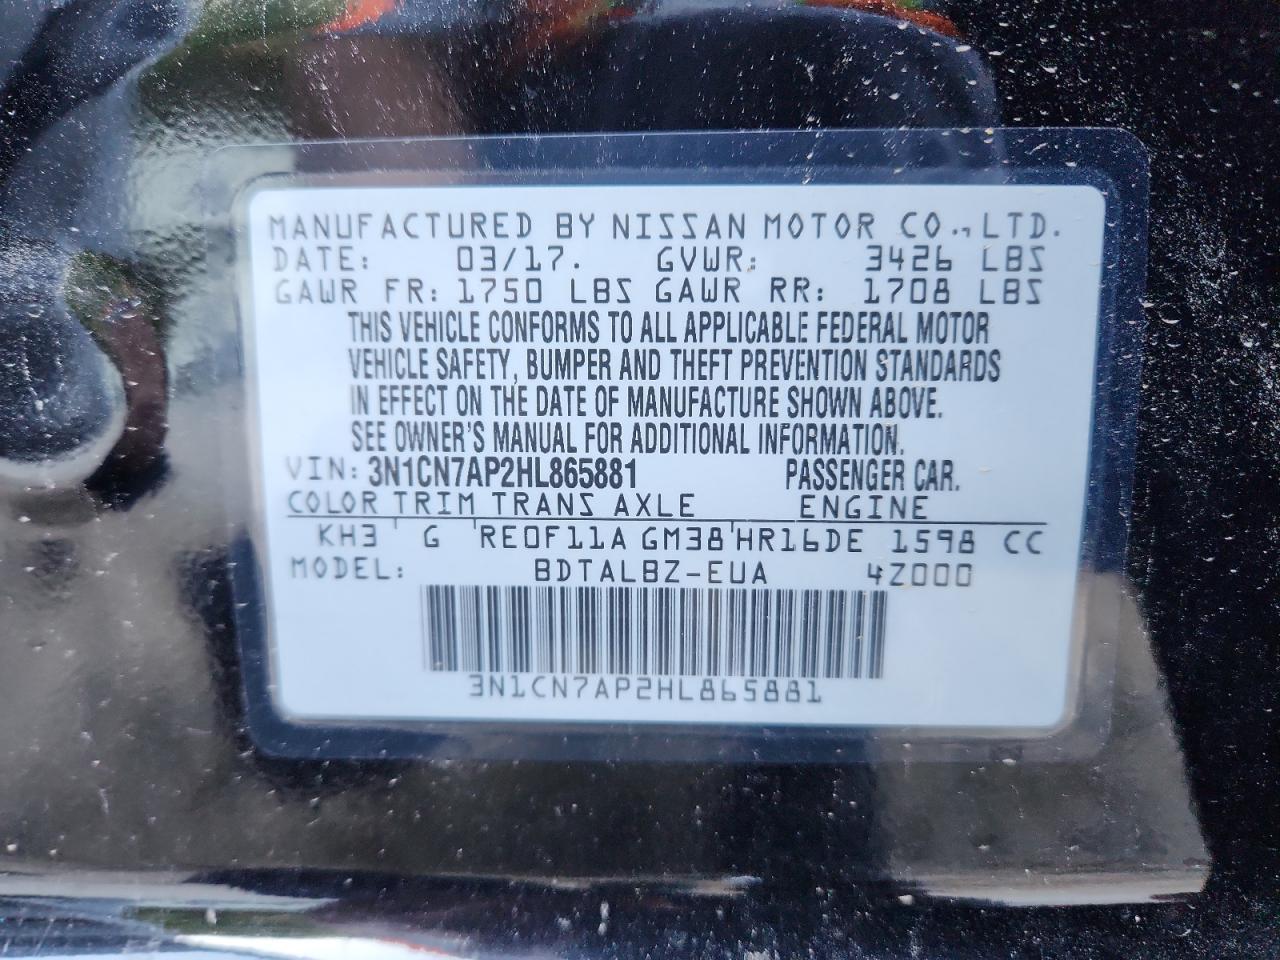 MANUFACTURED BY NISSAN MOTOR CO., LTD.
DATE: 03/17. GVWR: 3426 LBS
GAWR FR: 1750 LBS GAWR RR: 1708 LBS
THIS VEHICLE CONFORMS TO ALL APPLICABLE FEDERAL MOTOR
VEHICLE SAFETY, BUMPER AND THEFT PREVENTION STANDARDS
IN EFFECT ON THE DATE OF MANUFACTURE SHOWN ABOVE.
SEE OWNER'S MANUAL FOR ADDITIONAL INFORMATION.
VIN: 3N1CN7AP2HL865881 PASSENGER CAR.
COLOR TRIM TRANS AXLE ENGINE
KH3 ' G 'RE0F11A GM38'HR16DE 1598 CC
MODEL: BDTALBZ-EUA 4Z000
3N1CN7AP2HL865881